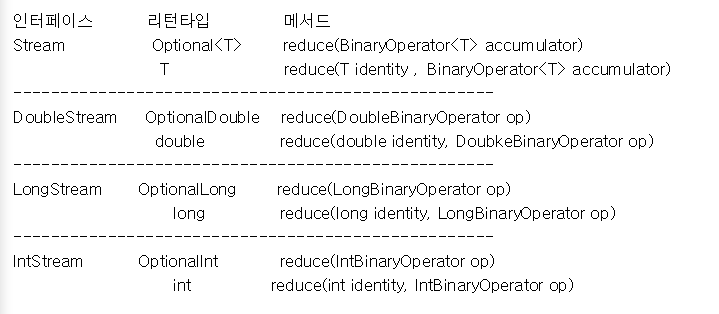 인터페이스 리턴타입 메서드
Stream Optional<T> reduce(BinaryOperator<T> accumulator)
T reduce(T identity , BinaryOperator<T> accumulator)
--------------------------------------------------
DoubleStream OptionalDouble reduce(DoubleBinaryOperator op)
double reduce(double identity, DoubkeBinaryOperator op)
--------------------------------------------------
LongStream OptionalLong reduce(LongBinaryOperator op)
long reduce(long identity, LongBinaryOperator op)
--------------------------------------------------
IntStream OptionalInt reduce(IntBinaryOperator op)
int reduce(int identity, IntBinaryOperator op)